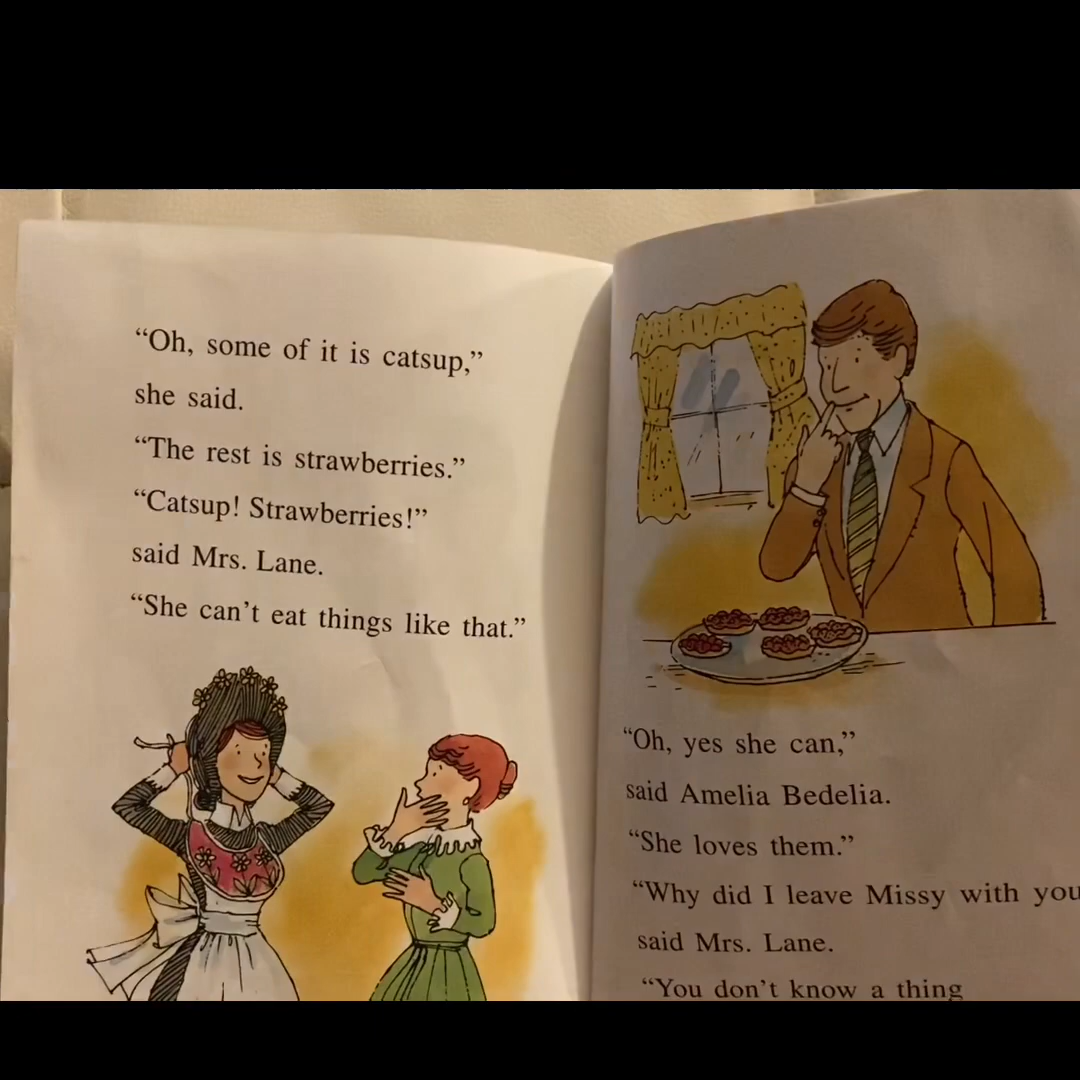 “Oh, some of it is catsup,”
she said.
“The rest is strawberries.”
“Catsup! Strawberries!”
said Mrs. Lane.
“She can’t eat things like that.”
“Oh, yes she can,”
said Amelia Bedelia.
“She loves them.”
“Why did I leave Missy with you
said Mrs. Lane.
“You don’t know a thing